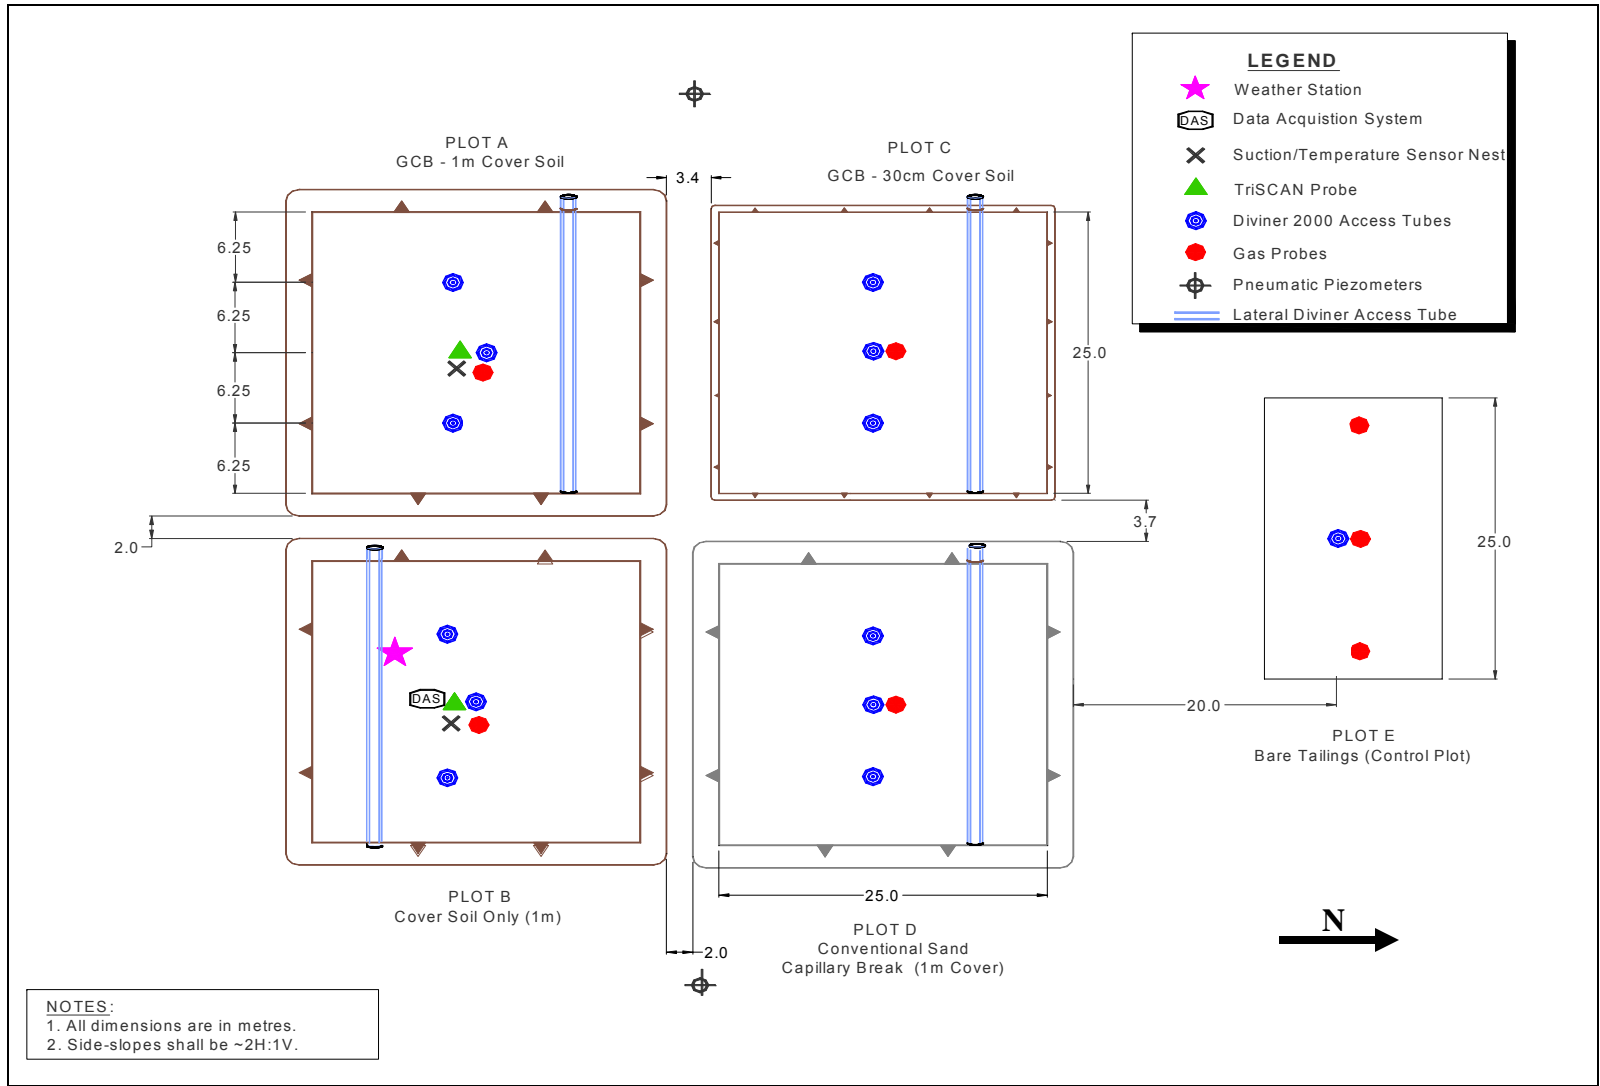 LEGEND
Weather Station
DAS
Data Acquistion System
Suction/Temperature Sensor Nest
TriSCAN Probe
Diviner 2000 Access Tubes
Gas Probes
Pneumatic Piezometers
Lateral Diviner Access Tube
PLOT A
GCB - 1m Cover Soil
3.4
PLOT C
GCB - 30cm Cover Soil
6.25
6.25
6.25
6.25
25.0
2.0
3.7
25.0
DAS
20.0
PLOT E
Bare Tailings (Control Plot)
PLOT B
Cover Soil Only (1m)
25.0
2.0
PLOT D
Conventional Sand
Capillary Break (1m Cover)
N
NOTES:
1. All dimensions are in metres.
2. Side-slopes shall be ~2H:1V.